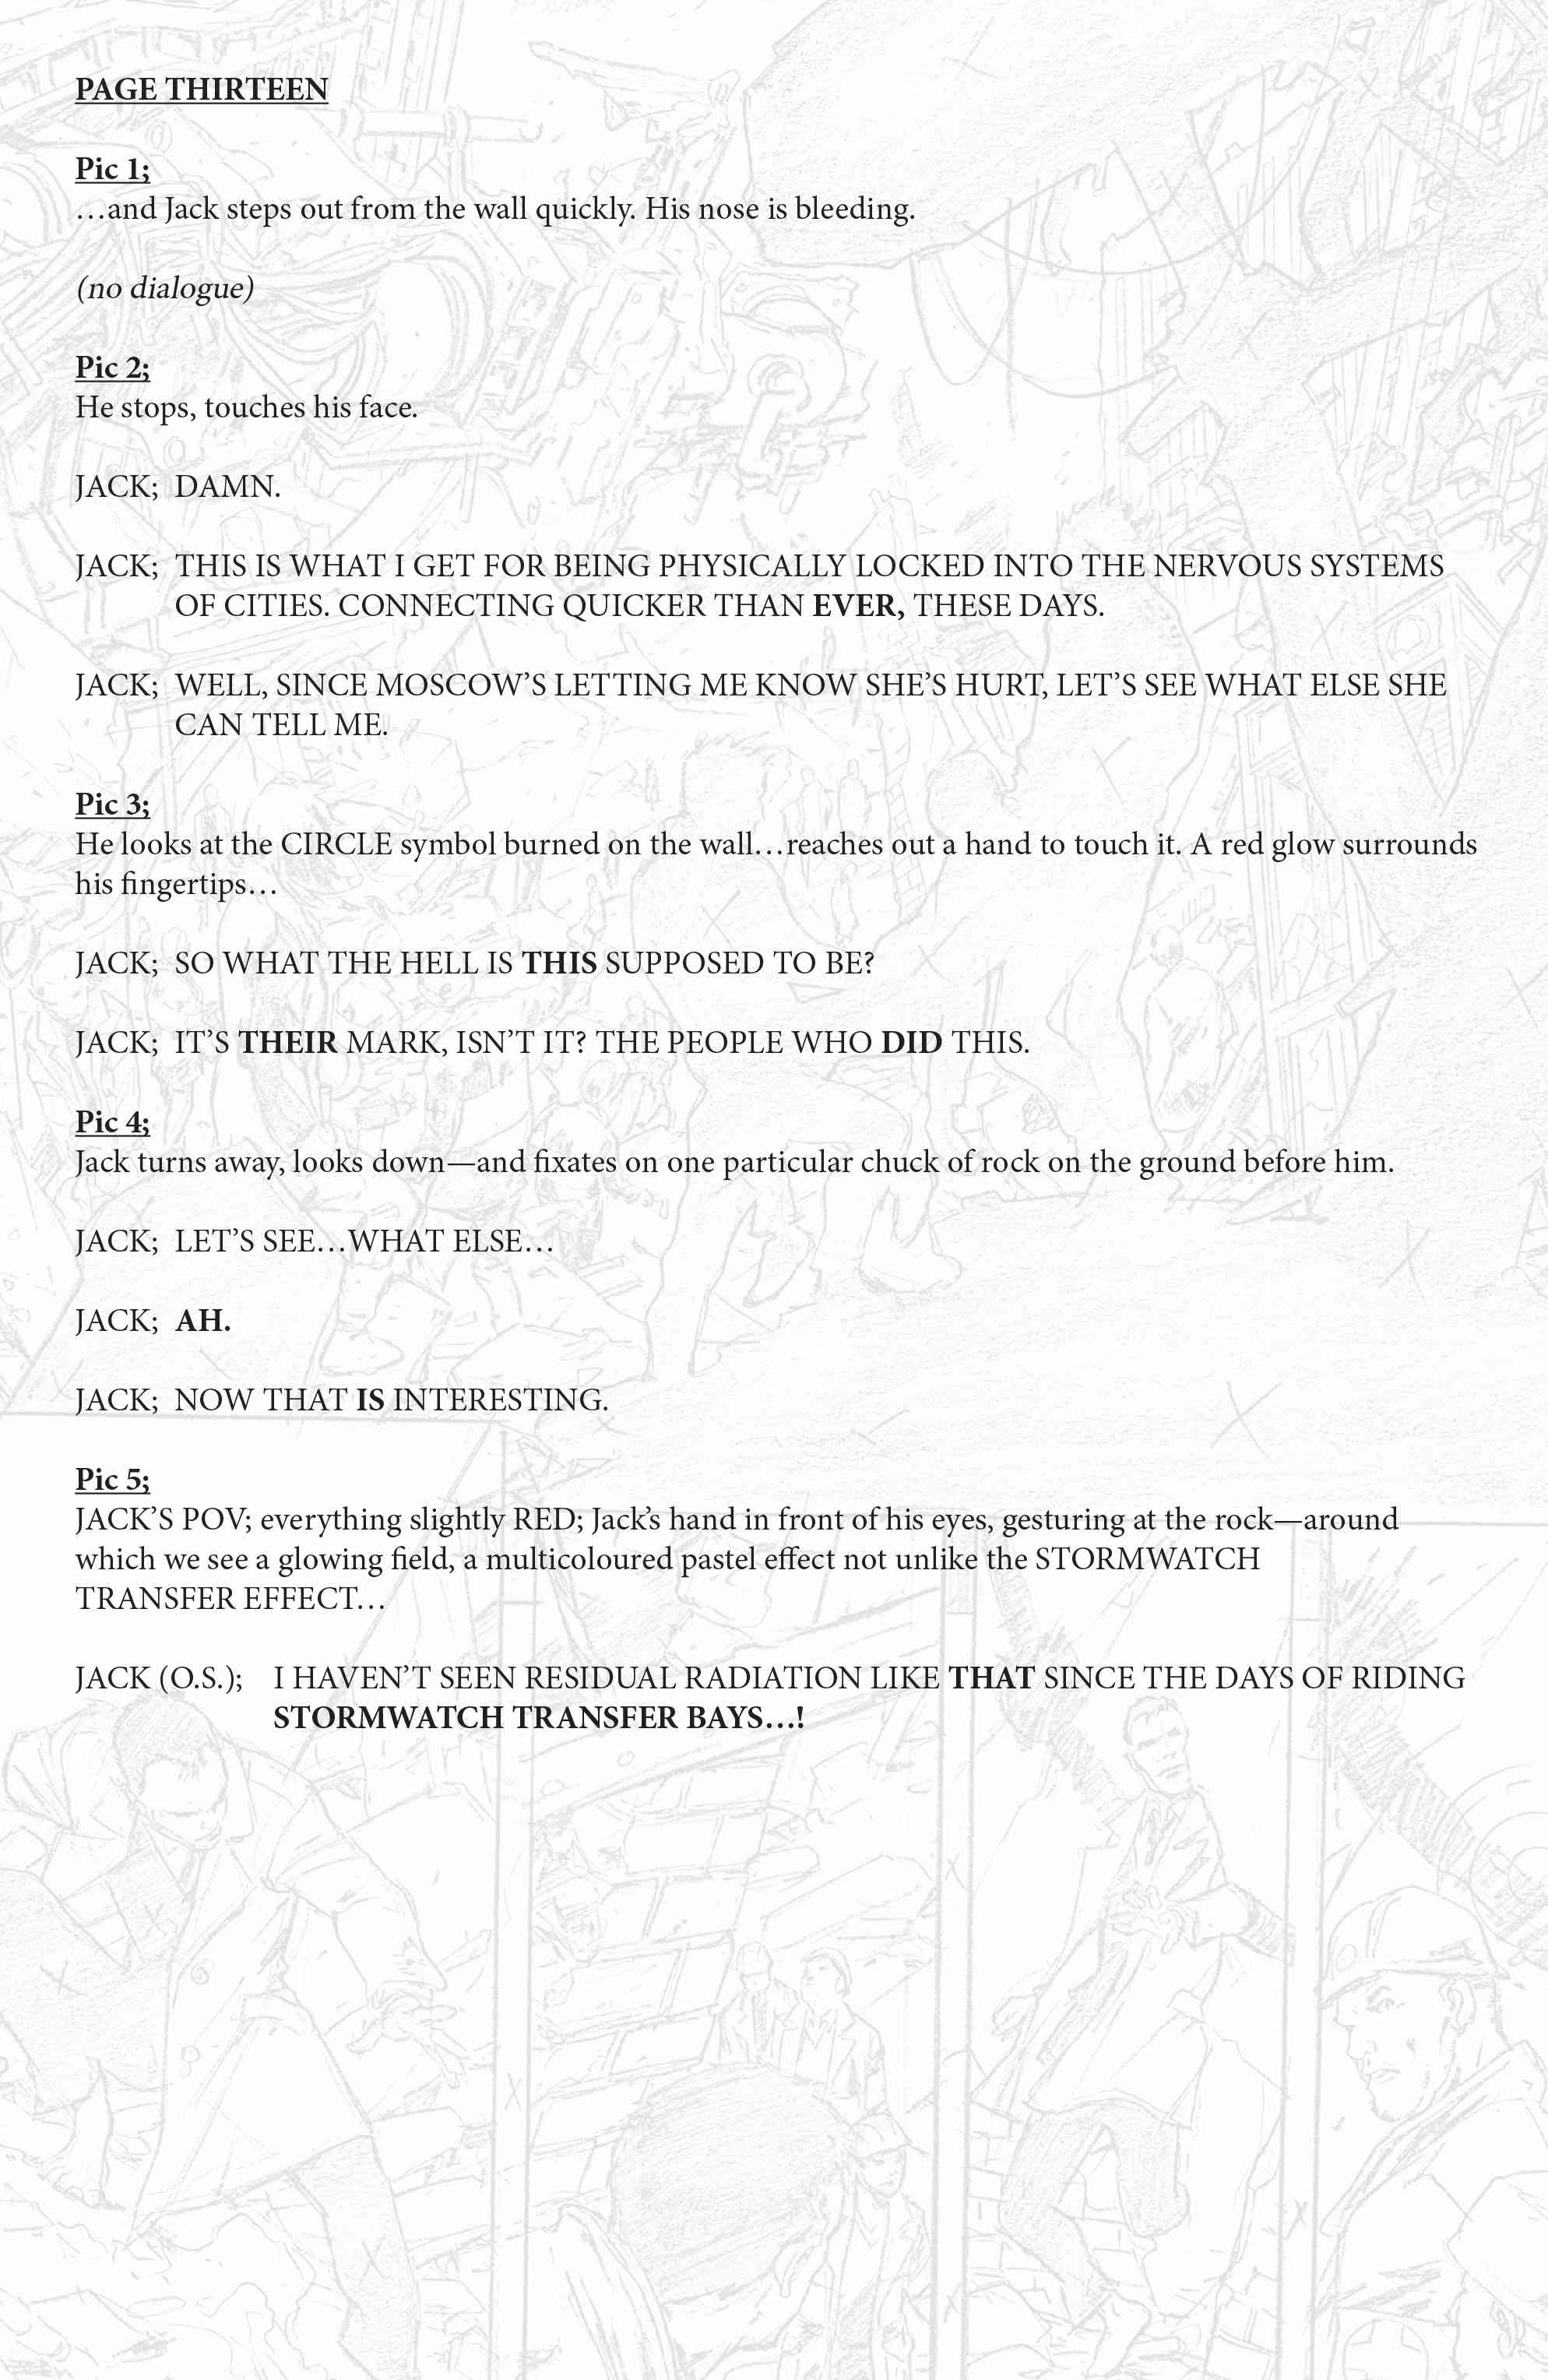 PAGE THIRTEEN
Pic 1;
…and Jack steps out from the wall quickly. His nose is bleeding.
(no dialogue)
Pic 2;
He stops, touches his face.
JACK; DAMN.
JACK; THIS IS WHAT I GET FOR BEING PHYSICALLY LOCKED INTO THE NERVOUS SYSTEMS
OF CITIES. CONNECTING QUICKER THAN EVER, THESE DAYS.
JACK; WELL, SINCE MOSCOW’S LETTING ME KNOW SHE’S HURT, LET’S SEE WHAT ELSE SHE
CAN TELL ME.
Pic 3;
He looks at the CIRCLE symbol burned on the wall…reaches out a hand to touch it. A red glow surrounds
his fingertips…
JACK; SO WHAT THE HELL IS THIS SUPPOSED TO BE?
JACK; IT’S THEIR MARK, ISN’T IT? THE PEOPLE WHO DID THIS.
Pic 4;
Jack turns away, looks down—and fixates on one particular chuck of rock on the ground before him.
JACK; LET’S SEE…WHAT ELSE…
JACK; AH.
JACK; NOW THAT IS INTERESTING.
Pic 5;
JACK’S POV; everything slightly RED; Jack’s hand in front of his eyes, gesturing at the rock—around
which we see a glowing field, a multicoloured pastel effect not unlike the STORMWATCH
TRANSFER EFFECT…
JACK (O.S.); I HAVEN’T SEEN RESIDUAL RADIATION LIKE THAT SINCE THE DAYS OF RIDING
STORMWATCH TRANSFER BAYS…!